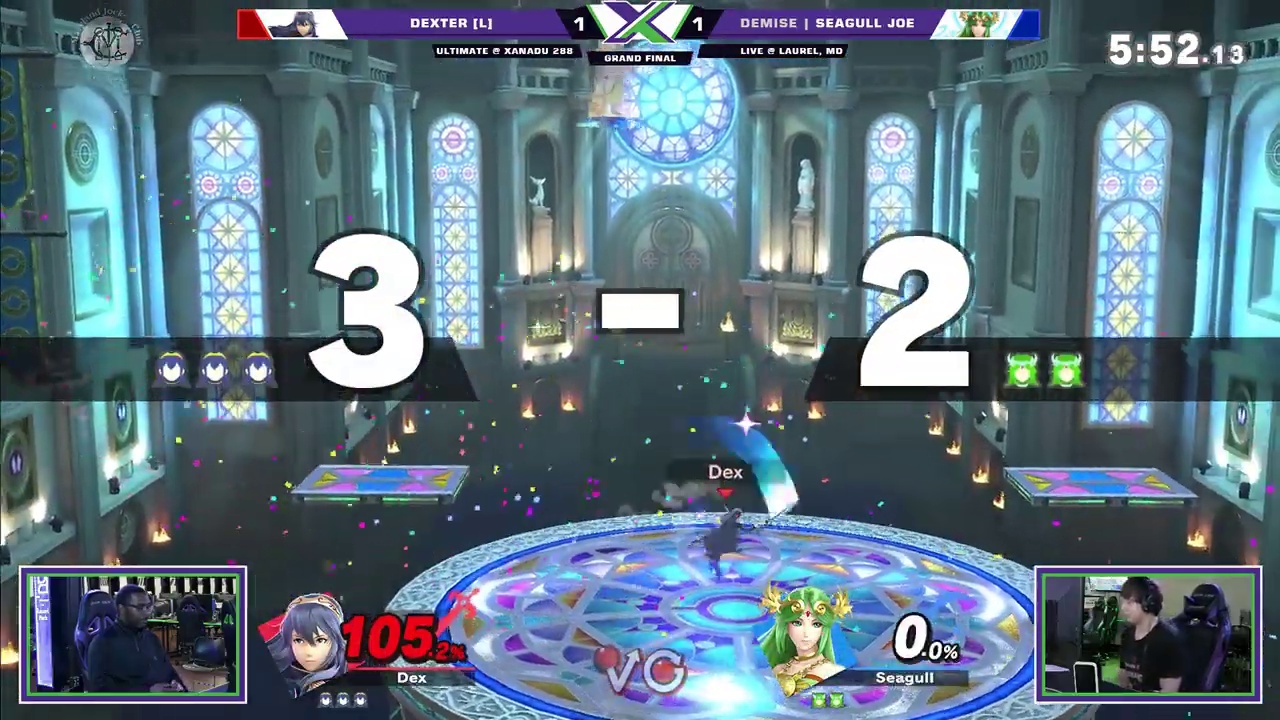 DEXTER [L] 1 1 DEMISE | SEAGULL JOE
ULTIMATE @ XANADU 288 LIVE @ LAUREL, MD
GRAND FINAL
5:52.13
3 - 2
Dex
105.2% 0.0%
Dex Seagull